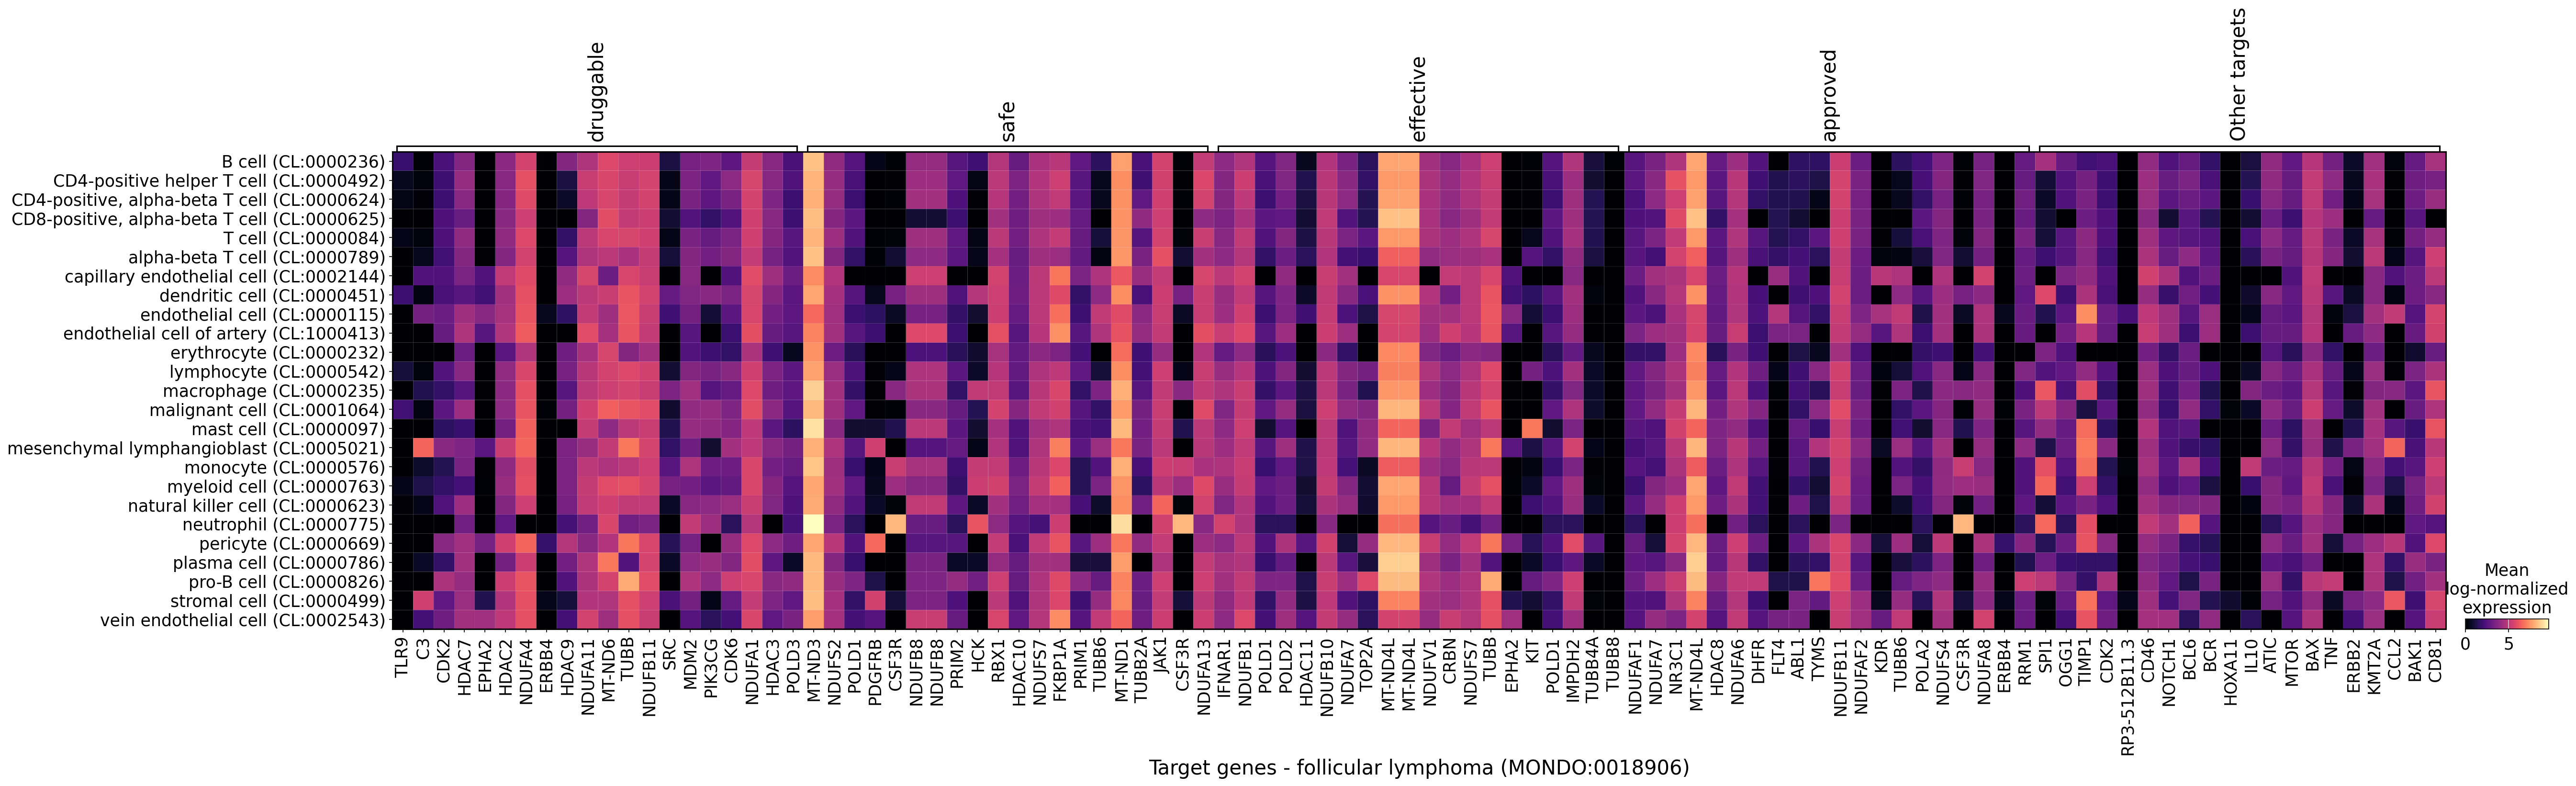 druggable
safe
effective
approved
Other targets
B cell (CL:0000236)
CD4-positive helper T cell (CL:0000492)
CD4-positive, alpha-beta T cell (CL:0000624)
CD8-positive, alpha-beta T cell (CL:0000625)
T cell (CL:0000084)
alpha-beta T cell (CL:0000789)
capillary endothelial cell (CL:0002144)
dendritic cell (CL:0000451)
endothelial cell (CL:0000115)
endothelial cell of artery (CL:1000413)
erythrocyte (CL:0000232)
lymphocyte (CL:0000542)
macrophage (CL:0000235)
malignant cell (CL:0001064)
mast cell (CL:0000097)
mesenchymal lymphangioblast (CL:0005021)
monocyte (CL:0000576)
myeloid cell (CL:0000763)
natural killer cell (CL:0000623)
neutrophil (CL:0000775)
pericyte (CL:0000669)
plasma cell (CL:0000786)
pro-B cell (CL:0000826)
stromal cell (CL:0000499)
vein endothelial cell (CL:0002543)
TLR9
C3
CDK2
HDAC7
EPHA2
HDAC2
NDUFA4
ERBB4
HDAC9
NDUFA11
MT-ND6
TUBB
NDUFB11
SRC
MDM2
PIK3CG
CDK6
NDUFA1
HDAC3
POLD3
MT-ND3
NDUFS2
POLD1
PDGFRB
CSF3R
NDUFB8
NDUFB8
PRIM2
HCK
RBX1
HDAC10
NDUFS7
FKBP1A
PRIM1
TUBB6
MT-ND1
TUBB2A
JAK1
CSF3R
NDUFA13
IFNAR1
NDUFB1
POLD1
POLD2
HDAC11
NDUFB10
NDUFA7
TOP2A
MT-ND4L
MT-ND4L
NDUFV1
CRBN
NDUFS7
TUBB
EPHA2
KIT
POLD1
IMPDH2
TUBB4A
TUBB8
NDUFAF1
NDUFA7
NR3C1
MT-ND4L
HDAC8
NDUFA6
DHFR
FLT4
ABL1
TYMS
NDUFB11
NDUFAF2
KDR
TUBB6
POLA2
NDUFS4
CSF3R
NDUFA8
ERBB4
RRM1
SPI1
OGG1
TIMP1
CDK2
RP3-512B11.3
CD46
NOTCH1
BCL6
BCR
HOXA11
IL10
ATIC
MTOR
BAX
TNF
ERBB2
KMT2A
CCL2
BAK1
CD81
Target genes - follicular lymphoma (MONDO:0018906)
Mean
log-normalized
expression
0
5